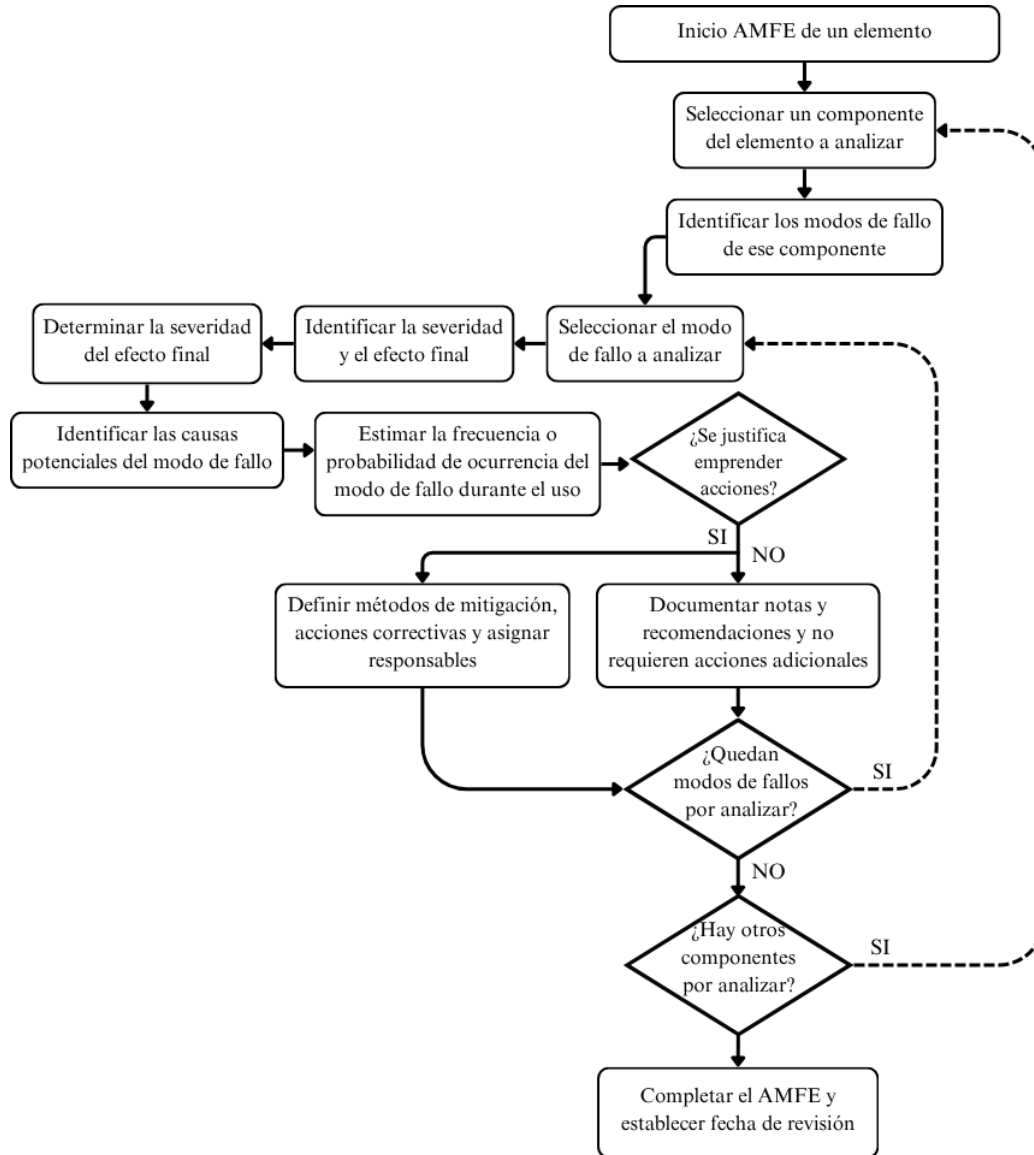 Inicio AMFE de un elemento
Seleccionar un componente
del elemento a analizar
Identificar los modos de fallo
de ese componente
Seleccionar el modo
de fallo a analizar
Identificar la severidad
y el efecto final
Determinar la severidad
del efecto final
Identificar las causas
potenciales del modo de fallo
Estimar la frecuencia o
probabilidad de ocurrencia del
modo de fallo durante el uso
¿Se justifica
emprender
acciones?
SI
NO
Definir métodos de mitigación,
acciones correctivas y asignar
responsables
Documentar notas y
recomendaciones y no
requieren acciones adicionales
¿Quedan
modos de fallos
por analizar?
SI
NO
¿Hay otros
componentes
por analizar?
SI
Completar el AMFE y
establecer fecha de revisión